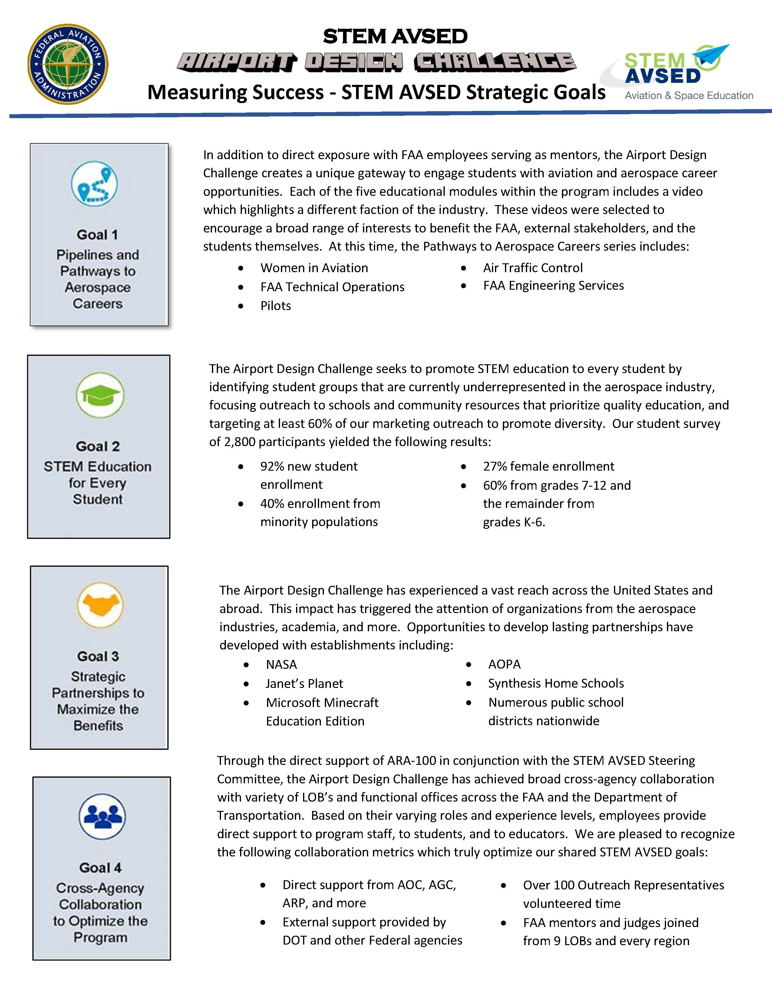 FEDERAL AVIATION
ADMINISTRATION
STEM AVSED
AIRPORT DESIGN CHALLENGE
Measuring Success - STEM AVSED Strategic Goals
STEM
AVSED
Aviation & Space Education
Goal 1
Pipelines and
Pathways to
Aerospace
Careers
In addition to direct exposure with FAA employees serving as mentors, the Airport Design
Challenge creates a unique gateway to engage students with aviation and aerospace career
opportunities.  Each of the five educational modules within the program includes a video
which highlights a different faction of the industry.  These videos were selected to
encourage a broad range of interests to benefit the FAA, external stakeholders, and the
students themselves.  At this time, the Pathways to Aerospace Careers series includes:
• Women in Aviation
• FAA Technical Operations
• Pilots
• Air Traffic Control
• FAA Engineering Services
Goal 2
STEM Education
for Every
Student
The Airport Design Challenge seeks to promote STEM education to every student by
identifying student groups that are currently underrepresented in the aerospace industry,
focusing outreach to schools and community resources that prioritize quality education, and
targeting at least 60% of our marketing outreach to promote diversity.  Our student survey
of 2,800 participants yielded the following results:
• 92% new student
enrollment
• 40% enrollment from
minority populations
• 27% female enrollment
• 60% from grades 7-12 and
the remainder from
grades K-6.
Goal 3
Strategic
Partnerships to
Maximize the
Benefits
The Airport Design Challenge has experienced a vast reach across the United States and
abroad.  This impact has triggered the attention of organizations from the aerospace
industries, academia, and more.  Opportunities to develop lasting partnerships have
developed with establishments including:
• NASA
• Janet’s Planet
• Microsoft Minecraft
Education Edition
• AOPA
• Synthesis Home Schools
• Numerous public school
districts nationwide
Goal 4
Cross-Agency
Collaboration
to Optimize the
Program
Through the direct support of ARA-100 in conjunction with the STEM AVSED Steering
Committee, the Airport Design Challenge has achieved broad cross-agency collaboration
with variety of LOB’s and functional offices across the FAA and the Department of
Transportation.  Based on their varying roles and experience levels, employees provide
direct support to program staff, to students, and to educators.  We are pleased to recognize
the following collaboration metrics which truly optimize our shared STEM AVSED goals:
• Direct support from AOC, AGC,
ARP, and more
• External support provided by
DOT and other Federal agencies
• Over 100 Outreach Representatives
volunteered time
• FAA mentors and judges joined
from 9 LOBs and every region